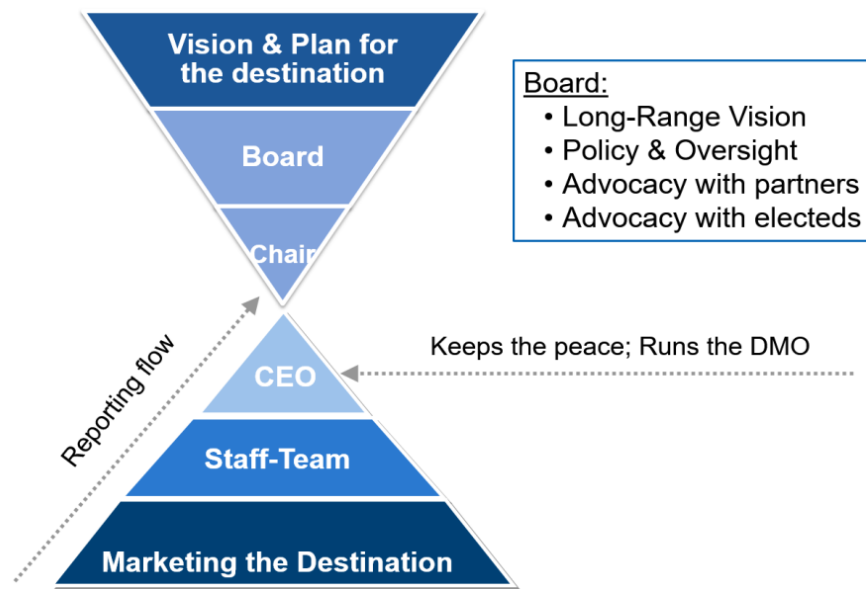 Vision & Plan for
the destination
Board
Chair
Board:
• Long-Range Vision
• Policy & Oversight
• Advocacy with partners
• Advocacy with electeds
Reporting flow
CEO
Keeps the peace; Runs the DMO
Staff-Team
Marketing the Destination